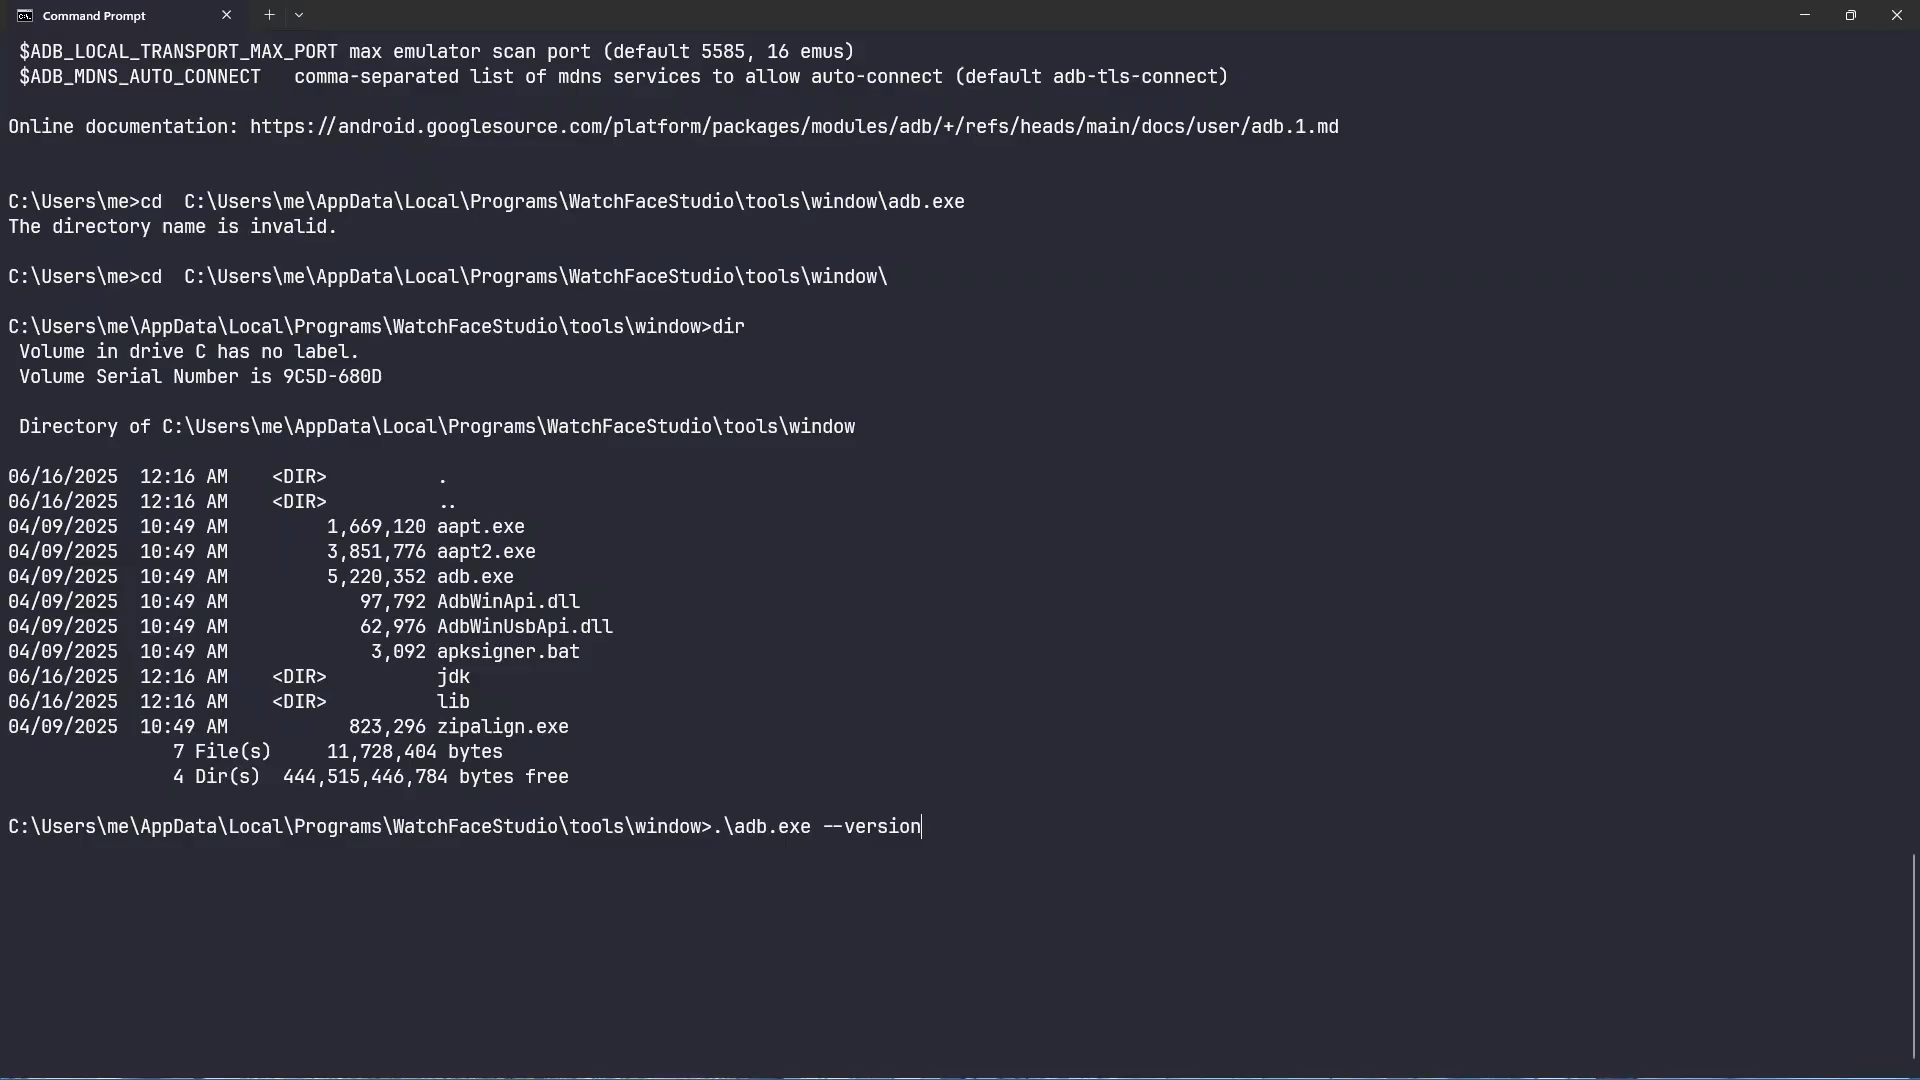 Command Prompt
$ADB_LOCAL_TRANSPORT_MAX_PORT max emulator scan port (default 5585, 16 emus)
$ADB_MDNS_AUTO_CONNECT   comma-separated list of mdns services to allow auto-connect (default adb-tls-connect)
Online documentation: https://android.googlesource.com/platform/packages/modules/adb/+/refs/heads/main/docs/user/adb.1.md
C:\Users\me>cd  C:\Users\me\AppData\Local\Programs\WatchFaceStudio\tools\window\adb.exe
The directory name is invalid.
C:\Users\me>cd  C:\Users\me\AppData\Local\Programs\WatchFaceStudio\tools\window\
C:\Users\me\AppData\Local\Programs\WatchFaceStudio\tools\window>dir
Volume in drive C has no label.
Volume Serial Number is 9C5D-680D
Directory of C:\Users\me\AppData\Local\Programs\WatchFaceStudio\tools\window
06/16/2025  12:16 AM    <DIR>          .
06/16/2025  12:16 AM    <DIR>          ..
04/09/2025  10:49 AM         1,669,120 aapt.exe
04/09/2025  10:49 AM         3,851,776 aapt2.exe
04/09/2025  10:49 AM         5,220,352 adb.exe
04/09/2025  10:49 AM            97,792 AdbWinApi.dll
04/09/2025  10:49 AM            62,976 AdbWinUsbApi.dll
04/09/2025  10:49 AM             3,092 apksigner.bat
06/16/2025  12:16 AM    <DIR>          jdk
06/16/2025  12:16 AM    <DIR>          lib
04/09/2025  10:49 AM           823,296 zipalign.exe
7 File(s)     11,728,404 bytes
4 Dir(s)  444,515,446,784 bytes free
C:\Users\me\AppData\Local\Programs\WatchFaceStudio\tools\window>.\adb.exe --version